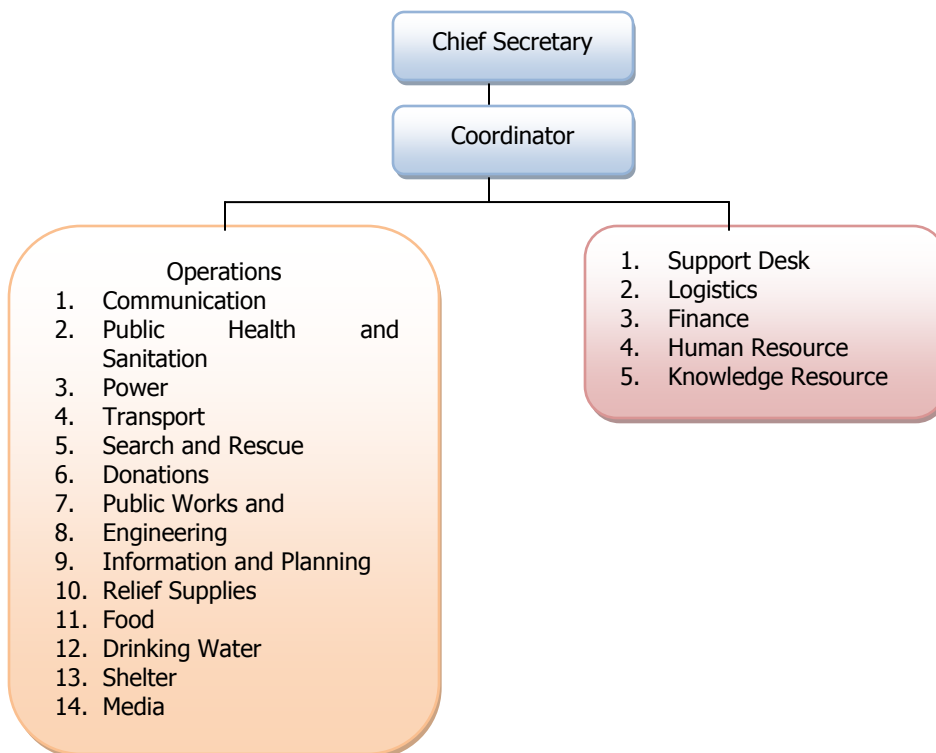 Chief Secretary
Coordinator
Operations
1. Communication
2. Public Health and
Sanitation
3. Power
4. Transport
5. Search and Rescue
6. Donations
7. Public Works and
8. Engineering
9. Information and Planning
10. Relief Supplies
11. Food
12. Drinking Water
13. Shelter
14. Media
1. Support Desk
2. Logistics
3. Finance
4. Human Resource
5. Knowledge Resource